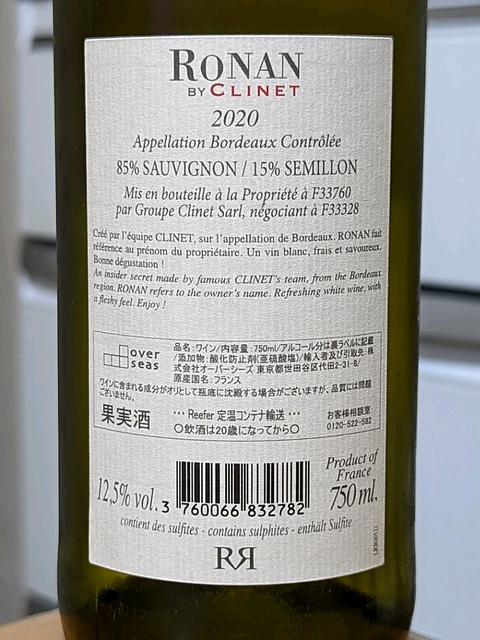 RONAN
BY CLINET
2020
Appellation Bordeaux Contrôlée
85% SAUVIGNON / 15% SEMILLON
Mis en bouteille à la Propriété à F33760
par Groupe Clinet Sarl, négociant à F33328
Créé par l'équipe CLINET, sur l'appellation de Bordeaux. RONAN fait
référence au prénom du propriétaire. Un vin blanc, frais et savoureux.
Bonne dégustation !
An insider secret made by famous CLINET's team, from the Bordeaux
region. RONAN refers to the owner's name. Refreshing white wine, with
a fleshy feel. Enjoy !
over
seas
品名:ワイン/内容量:750ml/アルコール分は裏ラベルに記載
/添加物:酸化防止剤(亜硫酸塩)/輸入者及び引取先:株
式会社オーバーシーズ 東京都世田谷区代田2-31-8/
原産国名:フランス
ワインに含まれる成分がオリとして瓶底に沈殿する場合がございますが、品質には問題
ございません。
果実酒
… Reefer 定温コンテナ輸送 …
○飲酒は20歳になってから○
お客様相談室
0120-522-582
12,5% vol.
3 760066 832782
Product of
France
750 ml.
contient des sulfites - contains sulphites - enthält Sulfite
RR